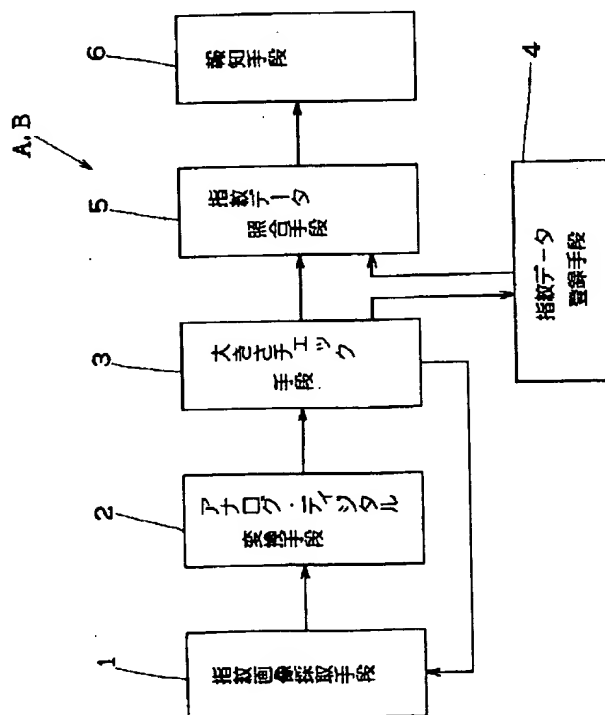 A,B
1
指紋画像採取手段
2
アナログ・ディジタル
変換手段
3
大きさチェック
手段
4
指紋データ
登録手段
5
指紋データ
照合手段
6
報知手段